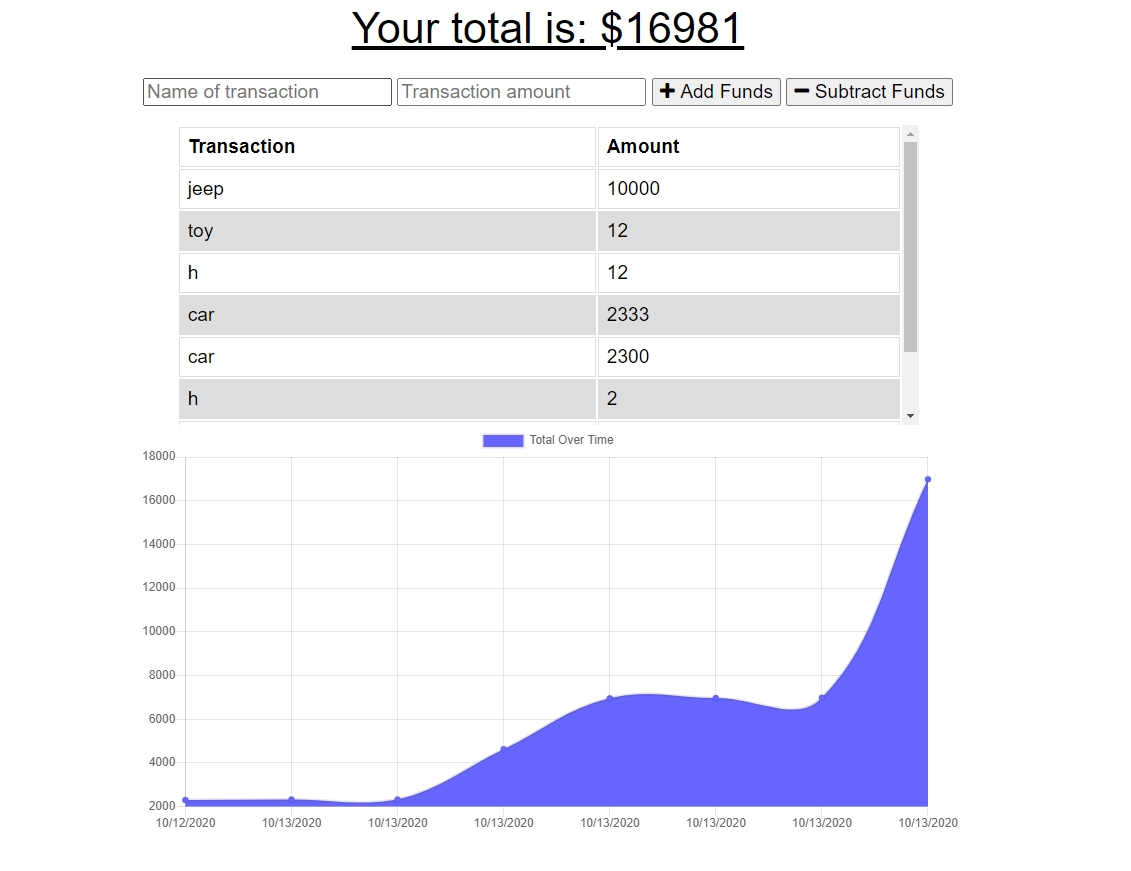 Your total is: $16981
Name of transaction Transaction amount + Add Funds − Subtract Funds
Transaction Amount
jeep 10000
toy 12
h 12
car 2333
car 2300
h 2
Total Over Time
18000
16000
14000
12000
10000
8000
6000
4000
2000
10/12/2020 10/13/2020 10/13/2020 10/13/2020 10/13/2020 10/13/2020 10/13/2020 10/13/2020